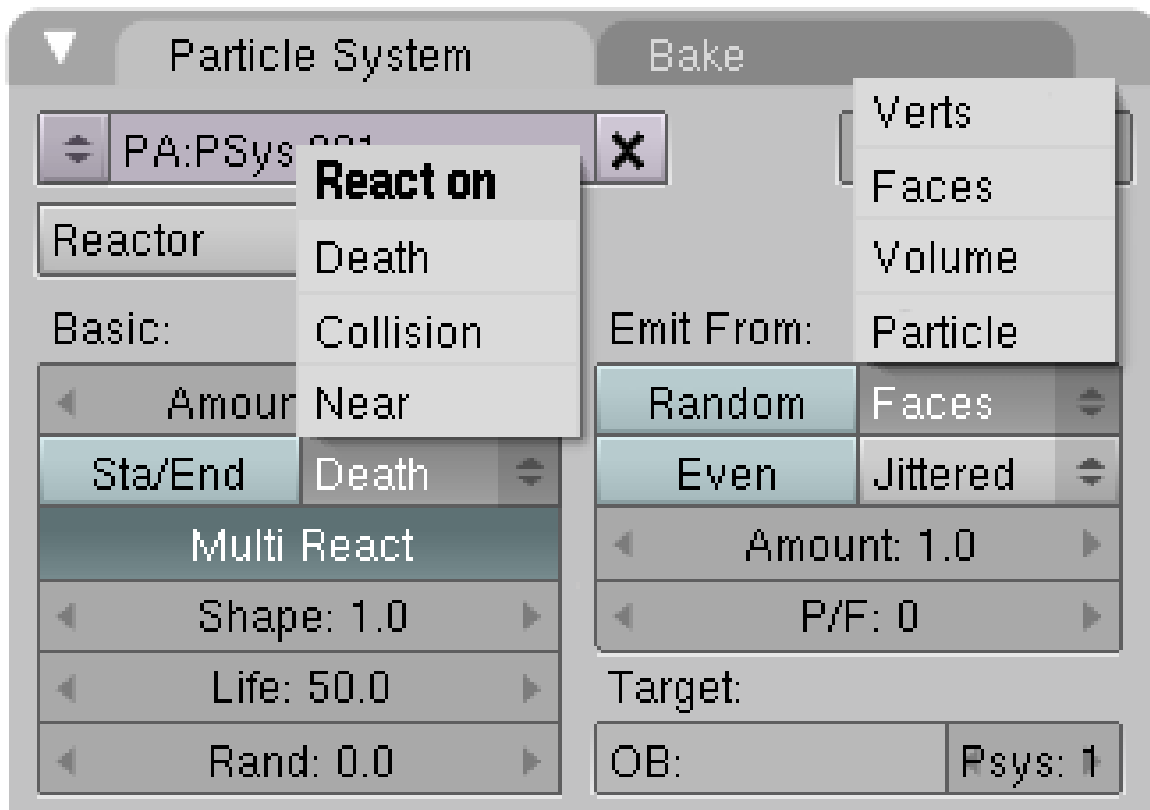 Particle System
Bake
PA:PSys
Reactor
React on
Death
Collision
Near
Verts
Faces
Volume
Particle
Basic:
Sta/End
Death
Multi React
Shape: 1.0
Life: 50.0
Rand: 0.0
Emit From:
Random
Faces
Even
Jittered
Amount: 1.0
P/F: 0
Target:
OB:
Psys: 1